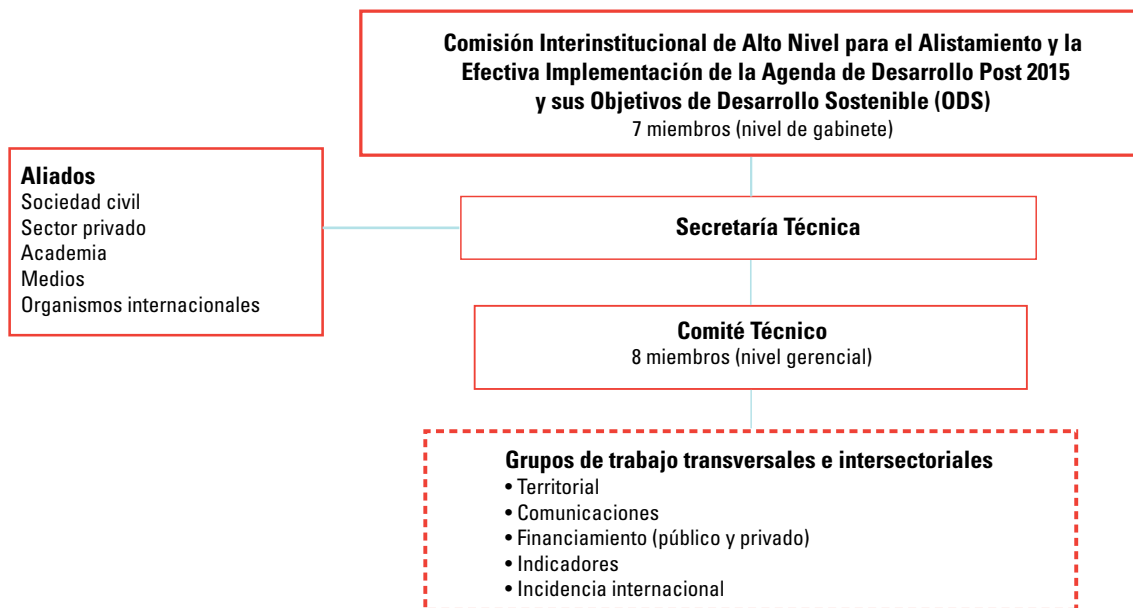 Comisión Interinstitucional de Alto Nivel para el Alistamiento y la
Efectiva Implementación de la Agenda de Desarrollo Post 2015
y sus Objetivos de Desarrollo Sostenible (ODS)
7 miembros (nivel de gabinete)
Aliados
Sociedad civil
Sector privado
Academia
Medios
Organismos internacionales
Secretaría Técnica
Comité Técnico
8 miembros (nivel gerencial)
Grupos de trabajo transversales e intersectoriales
• Territorial
• Comunicaciones
• Financiamiento (público y privado)
• Indicadores
• Incidencia internacional